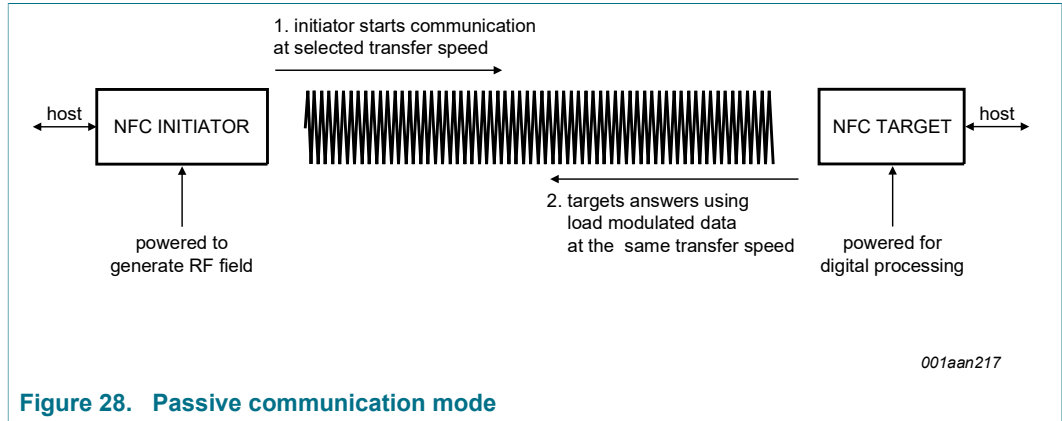 1. initiator starts communication
at selected transfer speed
host
NFC INITIATOR
NFC TARGET
host
2. targets answers using
load modulated data
at the same transfer speed
powered to
generate RF field
powered for
digital processing
001aan217
Figure 28. Passive communication mode